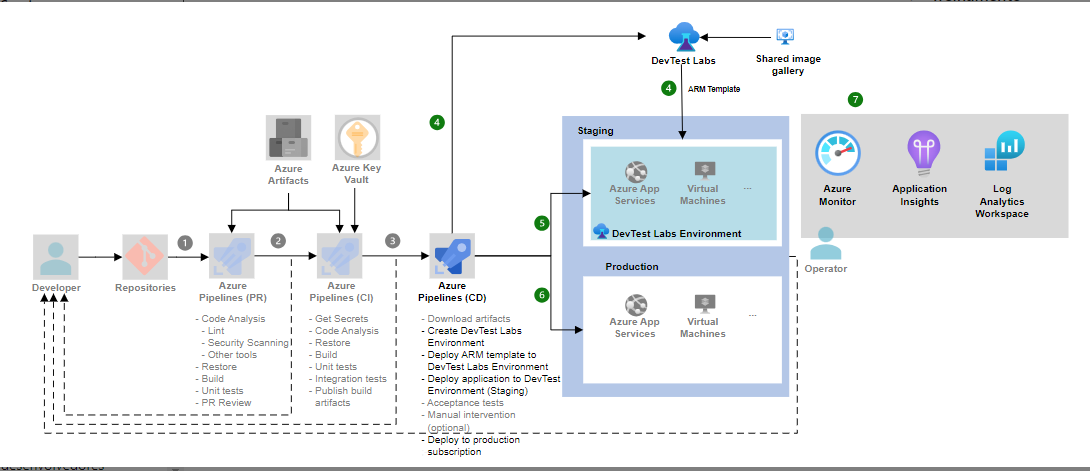 DevTest Labs
Shared image
gallery
4
ARM Template
4
7
Staging
Azure App
Services
Virtual
Machines
...
DevTest Labs Environment
Azure
Monitor
Application
Insights
Log
Analytics
Workspace
Azure
Artifacts
Azure Key
Vault
1
2
3
5
6
Developer
Repositories
Azure
Pipelines (PR)
- Code Analysis
- Lint
- Security Scanning
- Other tools
- Restore
- Build
- Unit tests
- PR Review
Azure
Pipelines (CI)
- Get Secrets
- Code Analysis
- Restore
- Build
- Unit tests
- Integration tests
- Publish build
artifacts
Azure
Pipelines (CD)
- Download artifacts
- Create DevTest Labs
Environment
- Deploy ARM template to
DevTest Labs Environment
- Deploy application to DevTest
Environment (Staging)
- Acceptance tests
- Manual intervention
(optional)
- Deploy to production
subscription
Production
Azure App
Services
Virtual
Machines
...
Operator
desenvolvedores